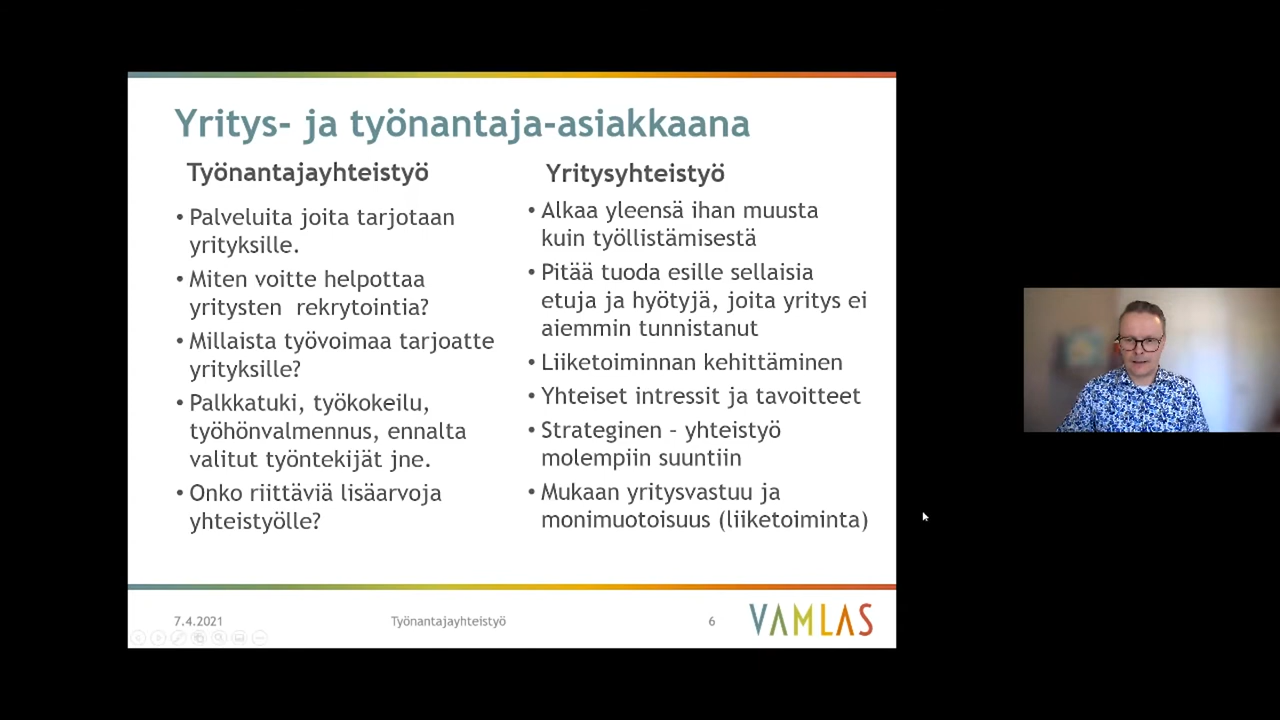 Yritys- ja työnantaja-asiakkaana
Työnantajayhteistyö
• Palveluita joita tarjotaan
yrityksille.
• Miten voitte helpottaa
yritysten  rekrytointia?
• Millaista työvoimaa tarjoatte
yrityksille?
• Palkkatuki, työkokeilu,
työhönvalmennus, ennalta
valitut työntekijät jne.
• Onko riittäviä lisäarvoja
yhteistyölle?
Yritysyhteistyö
• Alkaa yleensä ihan muusta
kuin työllistämisestä
• Pitää tuoda esille sellaisia
etuja ja hyötyjä, joita yritys ei
aiemmin tunnistanut
• Liiketoiminnan kehittäminen
• Yhteiset intressit ja tavoitteet
• Strateginen – yhteistyö
molempiin suuntiin
• Mukaan yritysvastuu ja
monimuotoisuus (liiketoiminta)
7.4.2021
Työnantajayhteistyö
6
VAMLAS